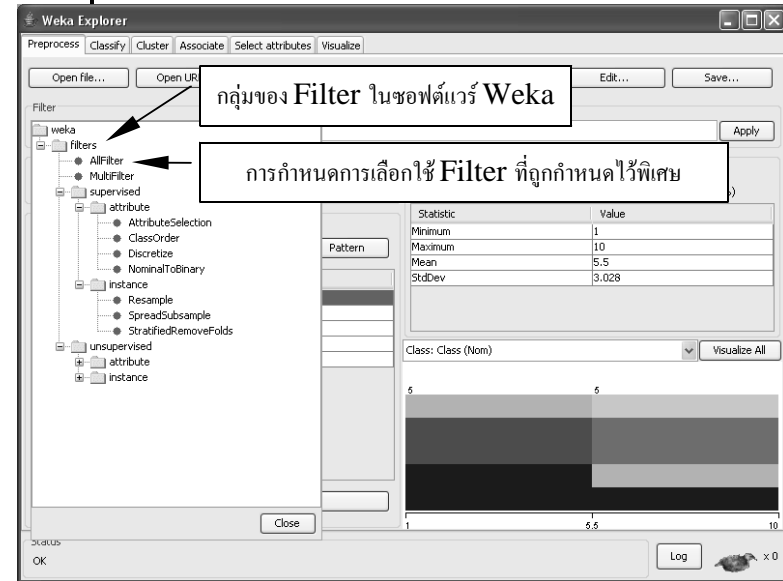 Weka Explorer
Preprocess Classify Cluster Associate Select attributes Visualize
Open file... Open UR Edit... Save...
กลุ่มของ Filter ในซอฟต์แวร์ Weka
Filter
weka
Apply
filters
AllFilter
การกำหนดการเลือกใช้ Filter ที่ถูกกำหนดไว้พิเศษ
MultiFilter
supervised
attribute
AttributeSelection
ClassOrder
Discretize
NominalToBinary
instance
Resample
SpreadSubsample
StratifiedRemoveFolds
unsupervised
attribute
instance
Close
Pattern
Statistic Value
Minimum 1
Maximum 10
Mean 5.5
StdDev 3.028
Class: Class (Nom) Visualize All
5 5
1 5.5 10
Status
OK
Log x 0